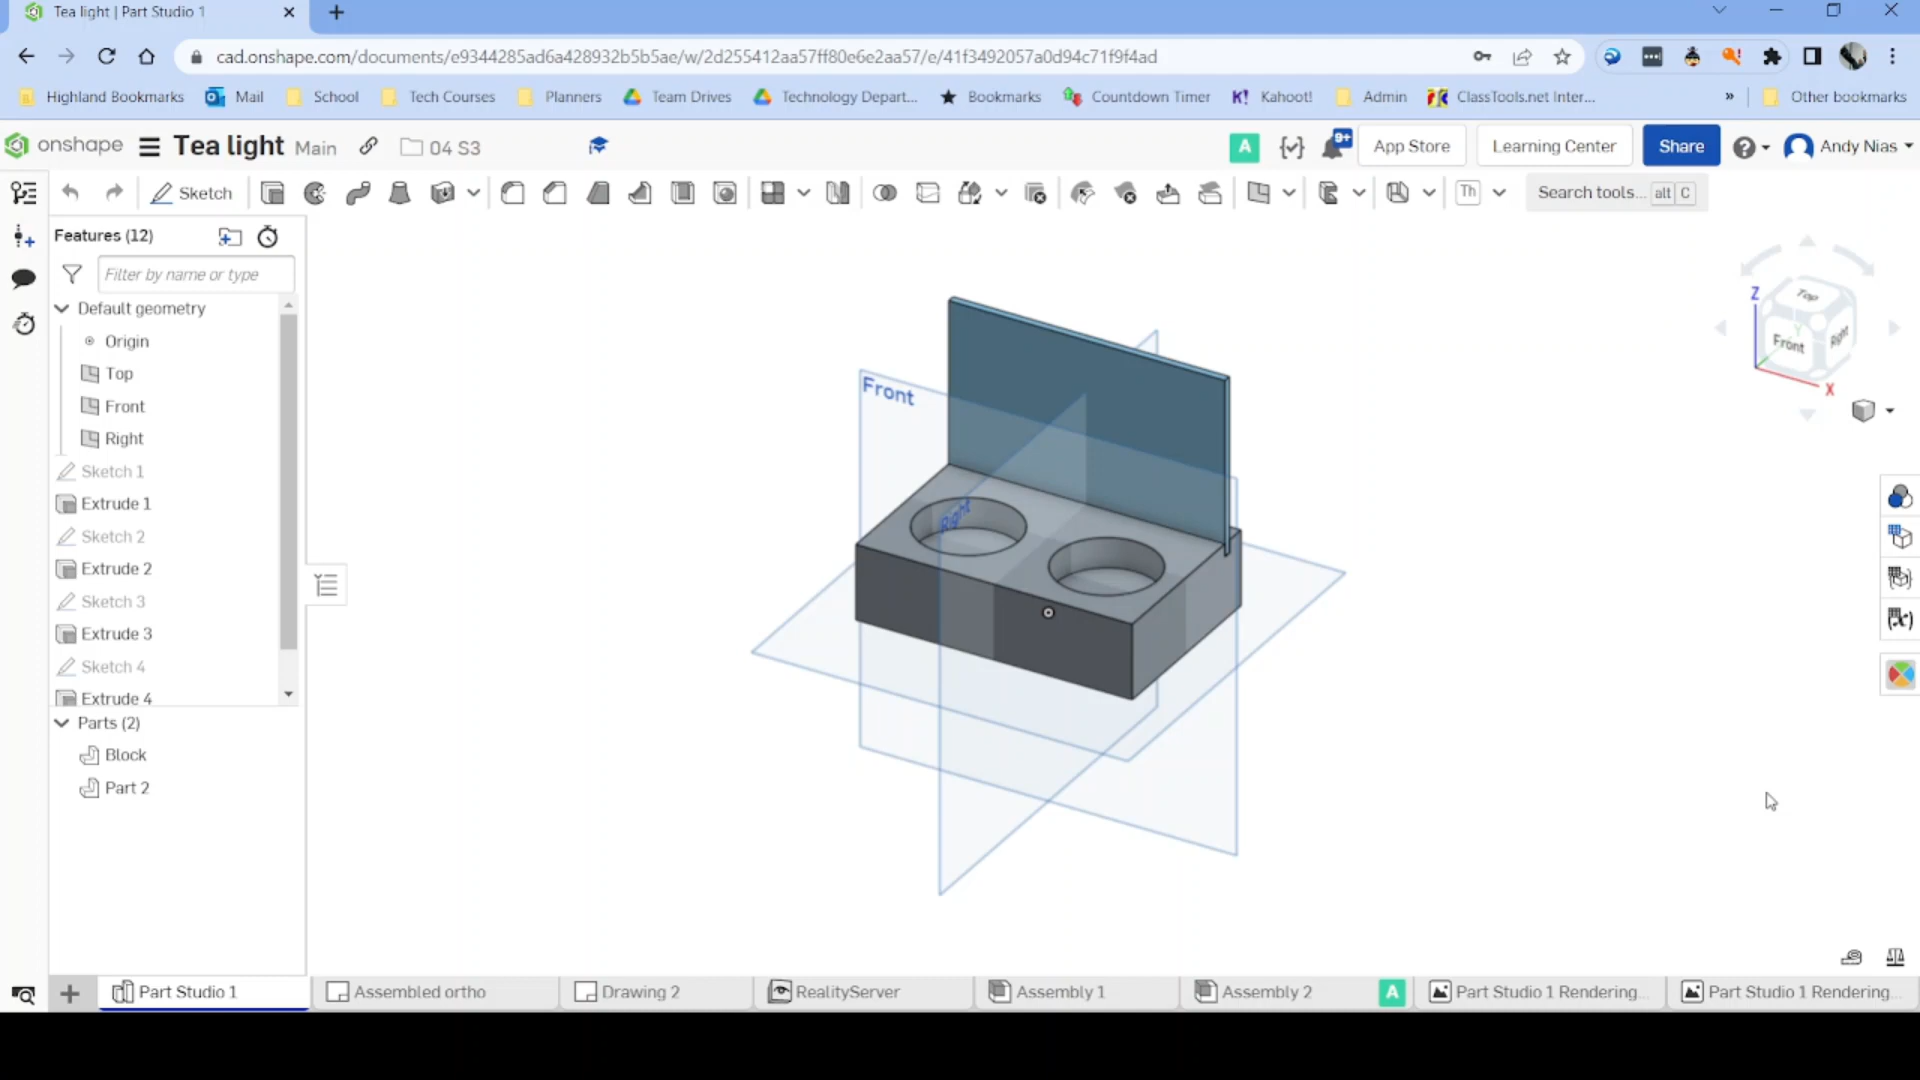 Tea light | Part Studio 1
cad.onshape.com/documents/e9344285ad6a428932b5b5ae/w/2d255412aa57ff80e6e2aa57/e/41f3492057a0d94c71f9f4ad
Highland Bookmarks Mail School Tech Courses Planners Team Drives Technology Depart... Bookmarks Countdown Timer K! Kahoot! Admin ClassTools.net Inter... » Other bookmarks
onshape Tea light Main 04 S3 A 9+ App Store Learning Center Share Andy Nias
Sketch Th Search tools... alt C
Features (12)
Filter by name or type
Default geometry
Origin
Top
Front
Right
Sketch 1
Extrude 1
Sketch 2
Extrude 2
Sketch 3
Extrude 3
Sketch 4
Extrude 4
Parts (2)
Block
Part 2
Front
Right
Z
Top
Front
Right
Y
X
(x)
Part Studio 1 Assembled ortho Drawing 2 RealityServer Assembly 1 Assembly 2 A Part Studio 1 Rendering... Part Studio 1 Rendering...